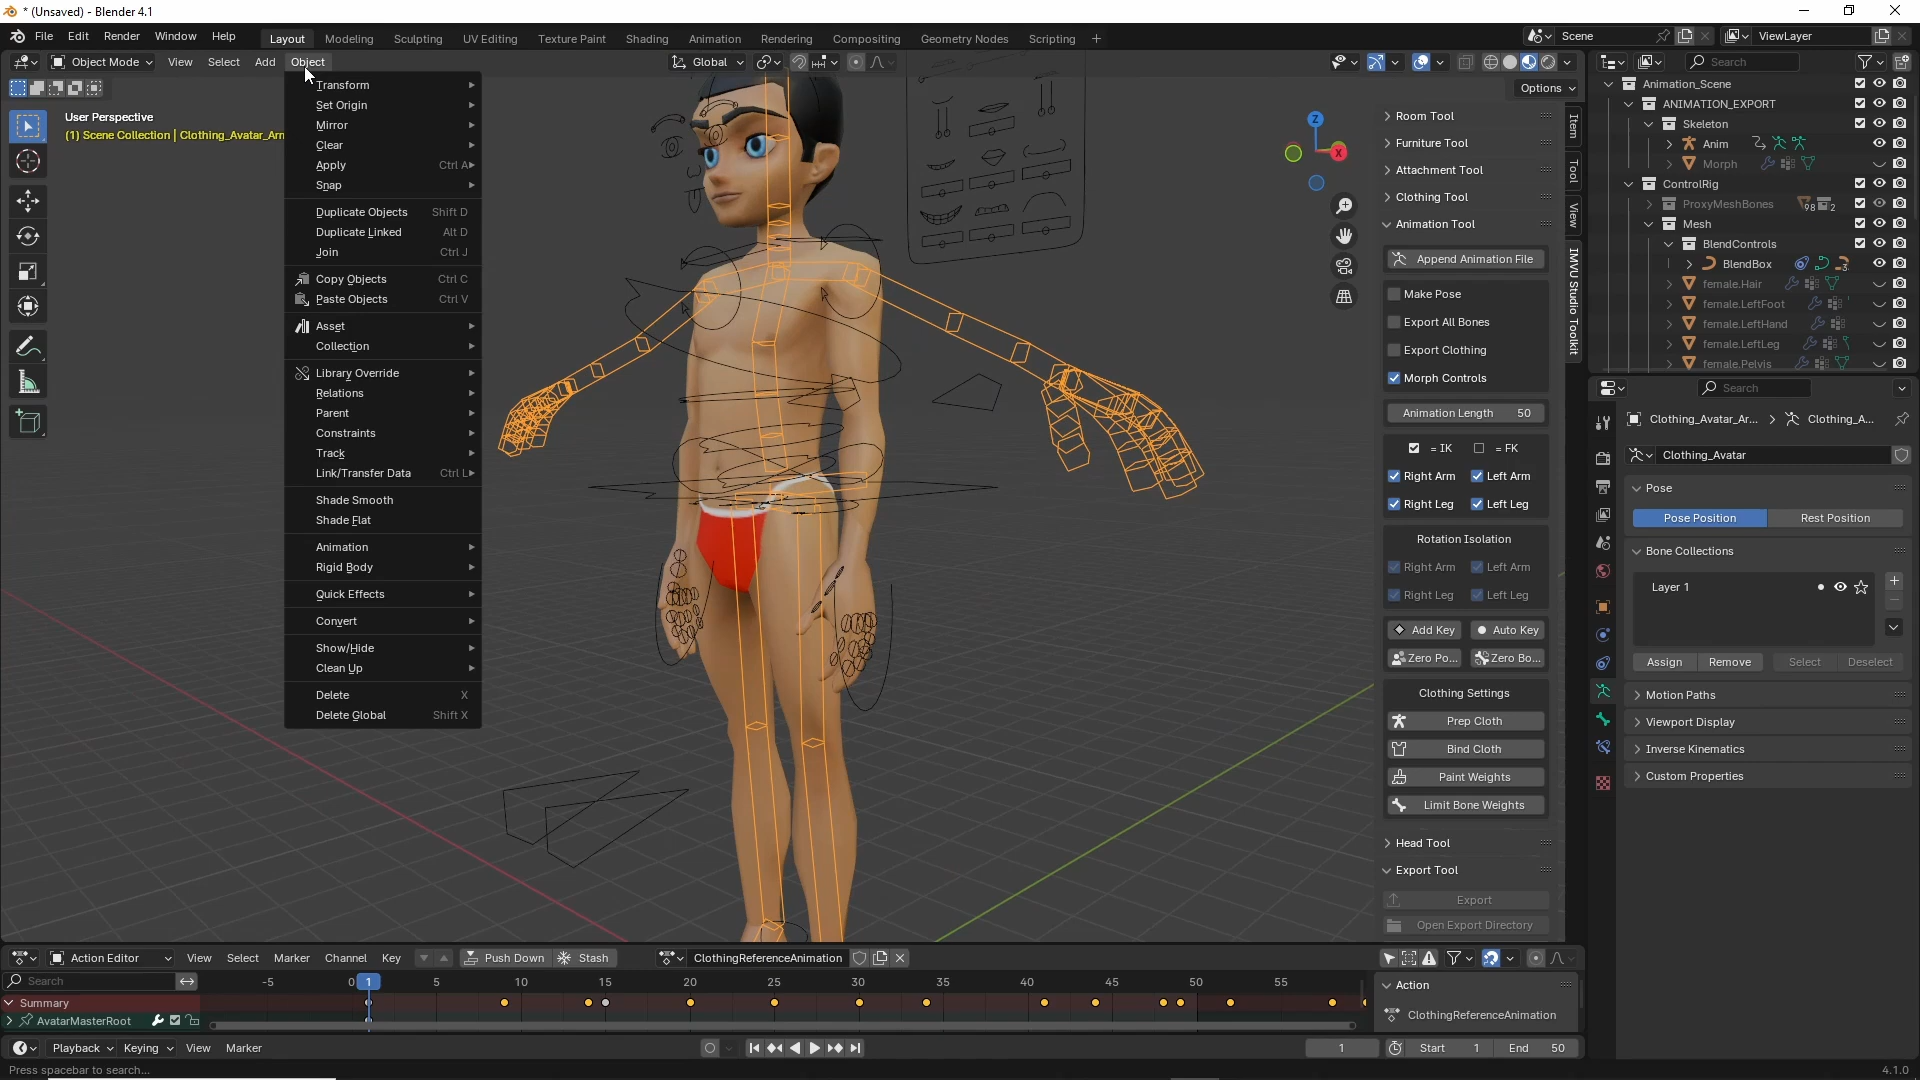 * (Unsaved) - Blender 4.1
File Edit Render Window Help Layout Modeling Sculpting UV Editing Texture Paint Shading Animation Rendering Compositing Geometry Nodes Scripting + Scene ViewLayer
Object Mode View Select Add Object Global Search
Options
User Perspective
(1) Scene Collection | Clothing_Avatar_Arm
Transform
Set Origin
Mirror
Clear
Apply Ctrl A
Snap
Duplicate Objects Shift D
Duplicate Linked Alt D
Join Ctrl J
Copy Objects Ctrl C
Paste Objects Ctrl V
Asset
Collection
Library Override
Relations
Parent
Constraints
Track
Link/Transfer Data Ctrl L
Shade Smooth
Shade Flat
Animation
Rigid Body
Quick Effects
Convert
Show/Hide
Clean Up
Delete X
Delete Global Shift X
Z
X
Room Tool
Furniture Tool
Attachment Tool
Clothing Tool
Animation Tool
Append Animation File
Make Pose
Export All Bones
Export Clothing
Morph Controls
Animation Length 50
= IK = FK
Right Arm Left Arm
Right Leg Left Leg
Rotation Isolation
Right Arm Left Arm
Right Leg Left Leg
Add Key Auto Key
Zero Po... Zero Bo...
Clothing Settings
Prep Cloth
Bind Cloth
Paint Weights
Limit Bone Weights
Head Tool
Export Tool
Export
Open Export Directory
Item
Tool
View
IMVU Studio Toolkit
Animation_Scene
ANIMATION_EXPORT
Skeleton
Anim
Morph
ControlRig
ProxyMeshBones 98 2
Mesh
BlendControls
BlendBox 3
female.Hair
female.LeftFoot
female.LeftHand
female.LeftLeg
female.Pelvis
Search
Clothing_Avatar_Ar... Clothing_A...
Clothing_Avatar
Pose
Pose Position Rest Position
Bone Collections
Layer 1
Assign Remove Select Deselect
Motion Paths
Viewport Display
Inverse Kinematics
Custom Properties
Action Editor View Select Marker Channel Key Push Down Stash ClothingReferenceAnimation
Search -5 0 1 5 10 15 20 25 30 35 40 45 50 55
Summary
AvatarMasterRoot
Action
ClothingReferenceAnimation
Playback Keying View Marker 1 Start 1 End 50
Press spacebar to search... 4.1.0